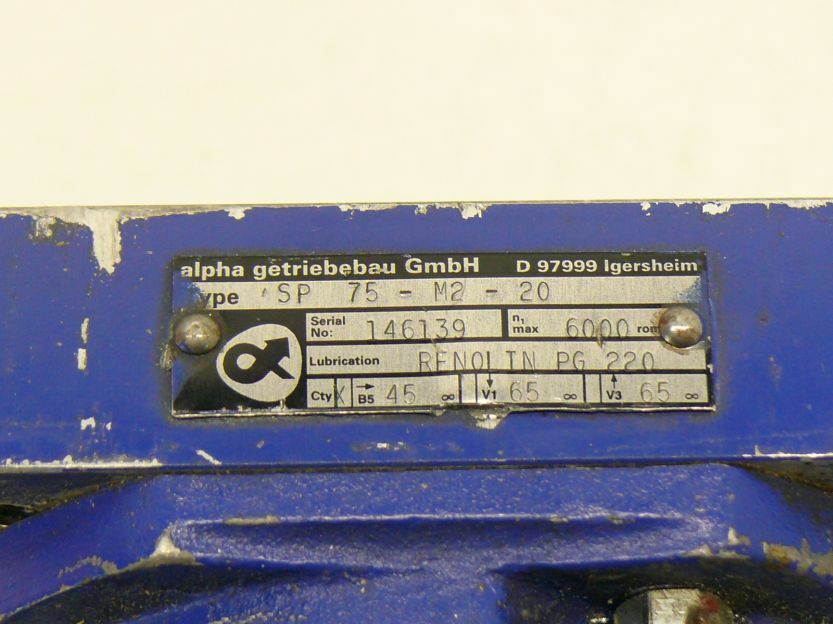 alpha getriebebau GmbH D 97999 Igersheim
ype SP 75 - M2 - 20
Serial No: 146139 n₁ max 6000
Lubrication RENOLIN PG 220
Cty X → B5 45 ∞ ↓ V1 65 ∞ ↑ V3 65 ∞